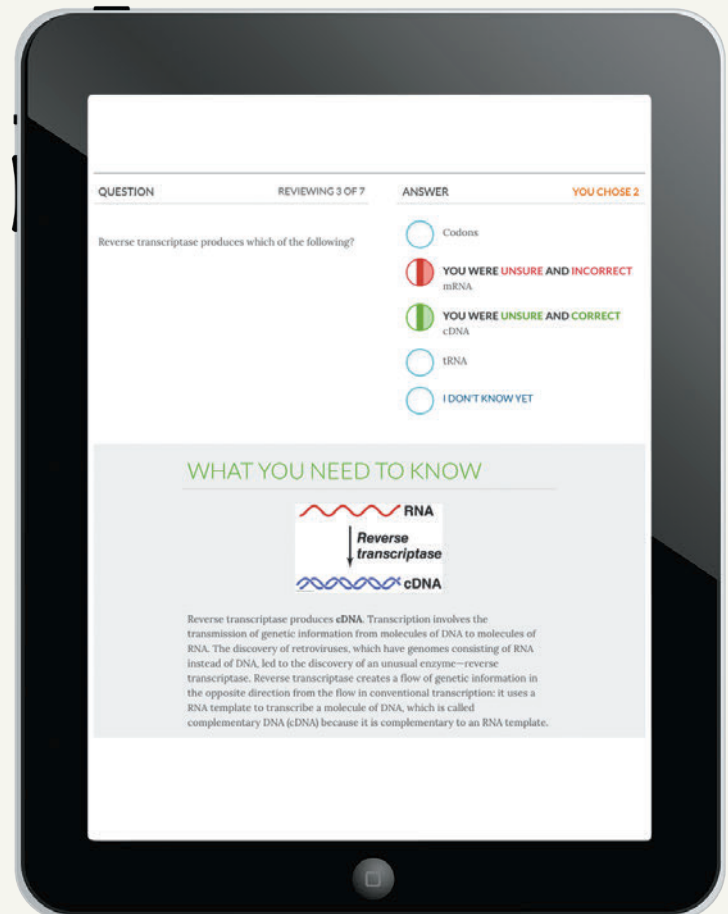 QUESTION
REVIEWING 3 OF 7
Reverse transcriptase produces which of the following?
ANSWER
YOU CHOSE 2
Codons
YOU WERE UNSURE AND INCORRECT
mRNA
YOU WERE UNSURE AND CORRECT
cDNA
tRNA
I DON'T KNOW YET
WHAT YOU NEED TO KNOW
RNA
Reverse
transcriptase
cDNA
Reverse transcriptase produces cDNA. Transcription involves the
transmission of genetic information from molecules of DNA to molecules of
RNA. The discovery of retroviruses, which have genomes consisting of RNA
instead of DNA, led to the discovery of an unusual enzyme—reverse
transcriptase. Reverse transcriptase creates a flow of genetic information in
the opposite direction from the flow in conventional transcription: it uses a
RNA template to transcribe a molecule of DNA, which is called
complementary DNA (cDNA) because it is complementary to an RNA template.